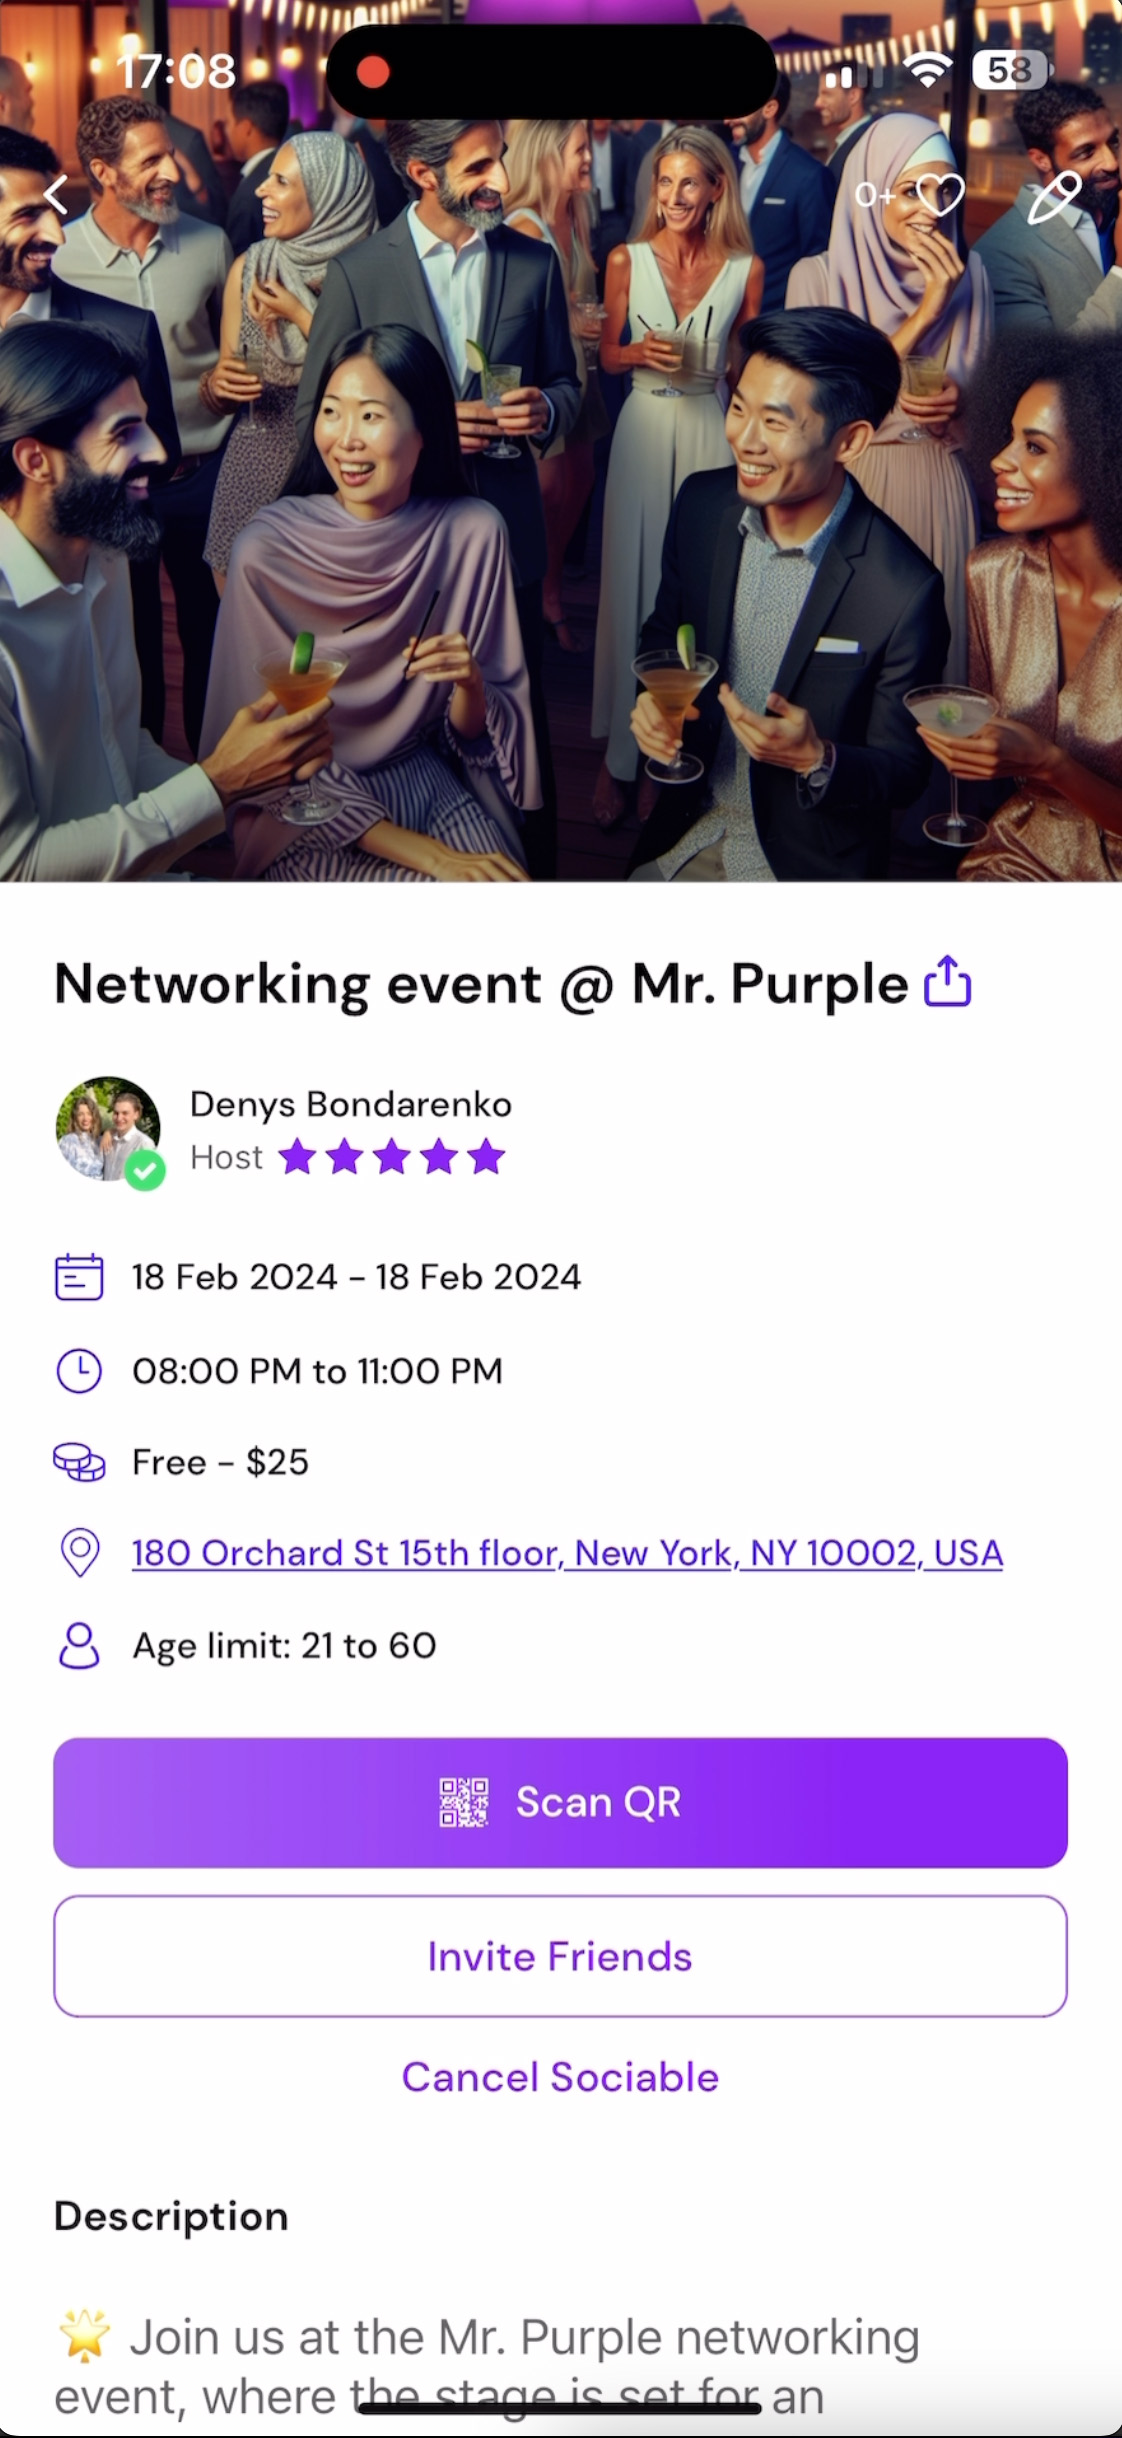 17:08
58
0+
Networking event @ Mr. Purple
Denys Bondarenko
Host
18 Feb 2024 – 18 Feb 2024
08:00 PM to 11:00 PM
Free – $25
180 Orchard St 15th floor, New York, NY 10002, USA
Age limit: 21 to 60
Scan QR
Invite Friends
Cancel Sociable
Description
🌟 Join us at the Mr. Purple networking
event, where the stage is set for an